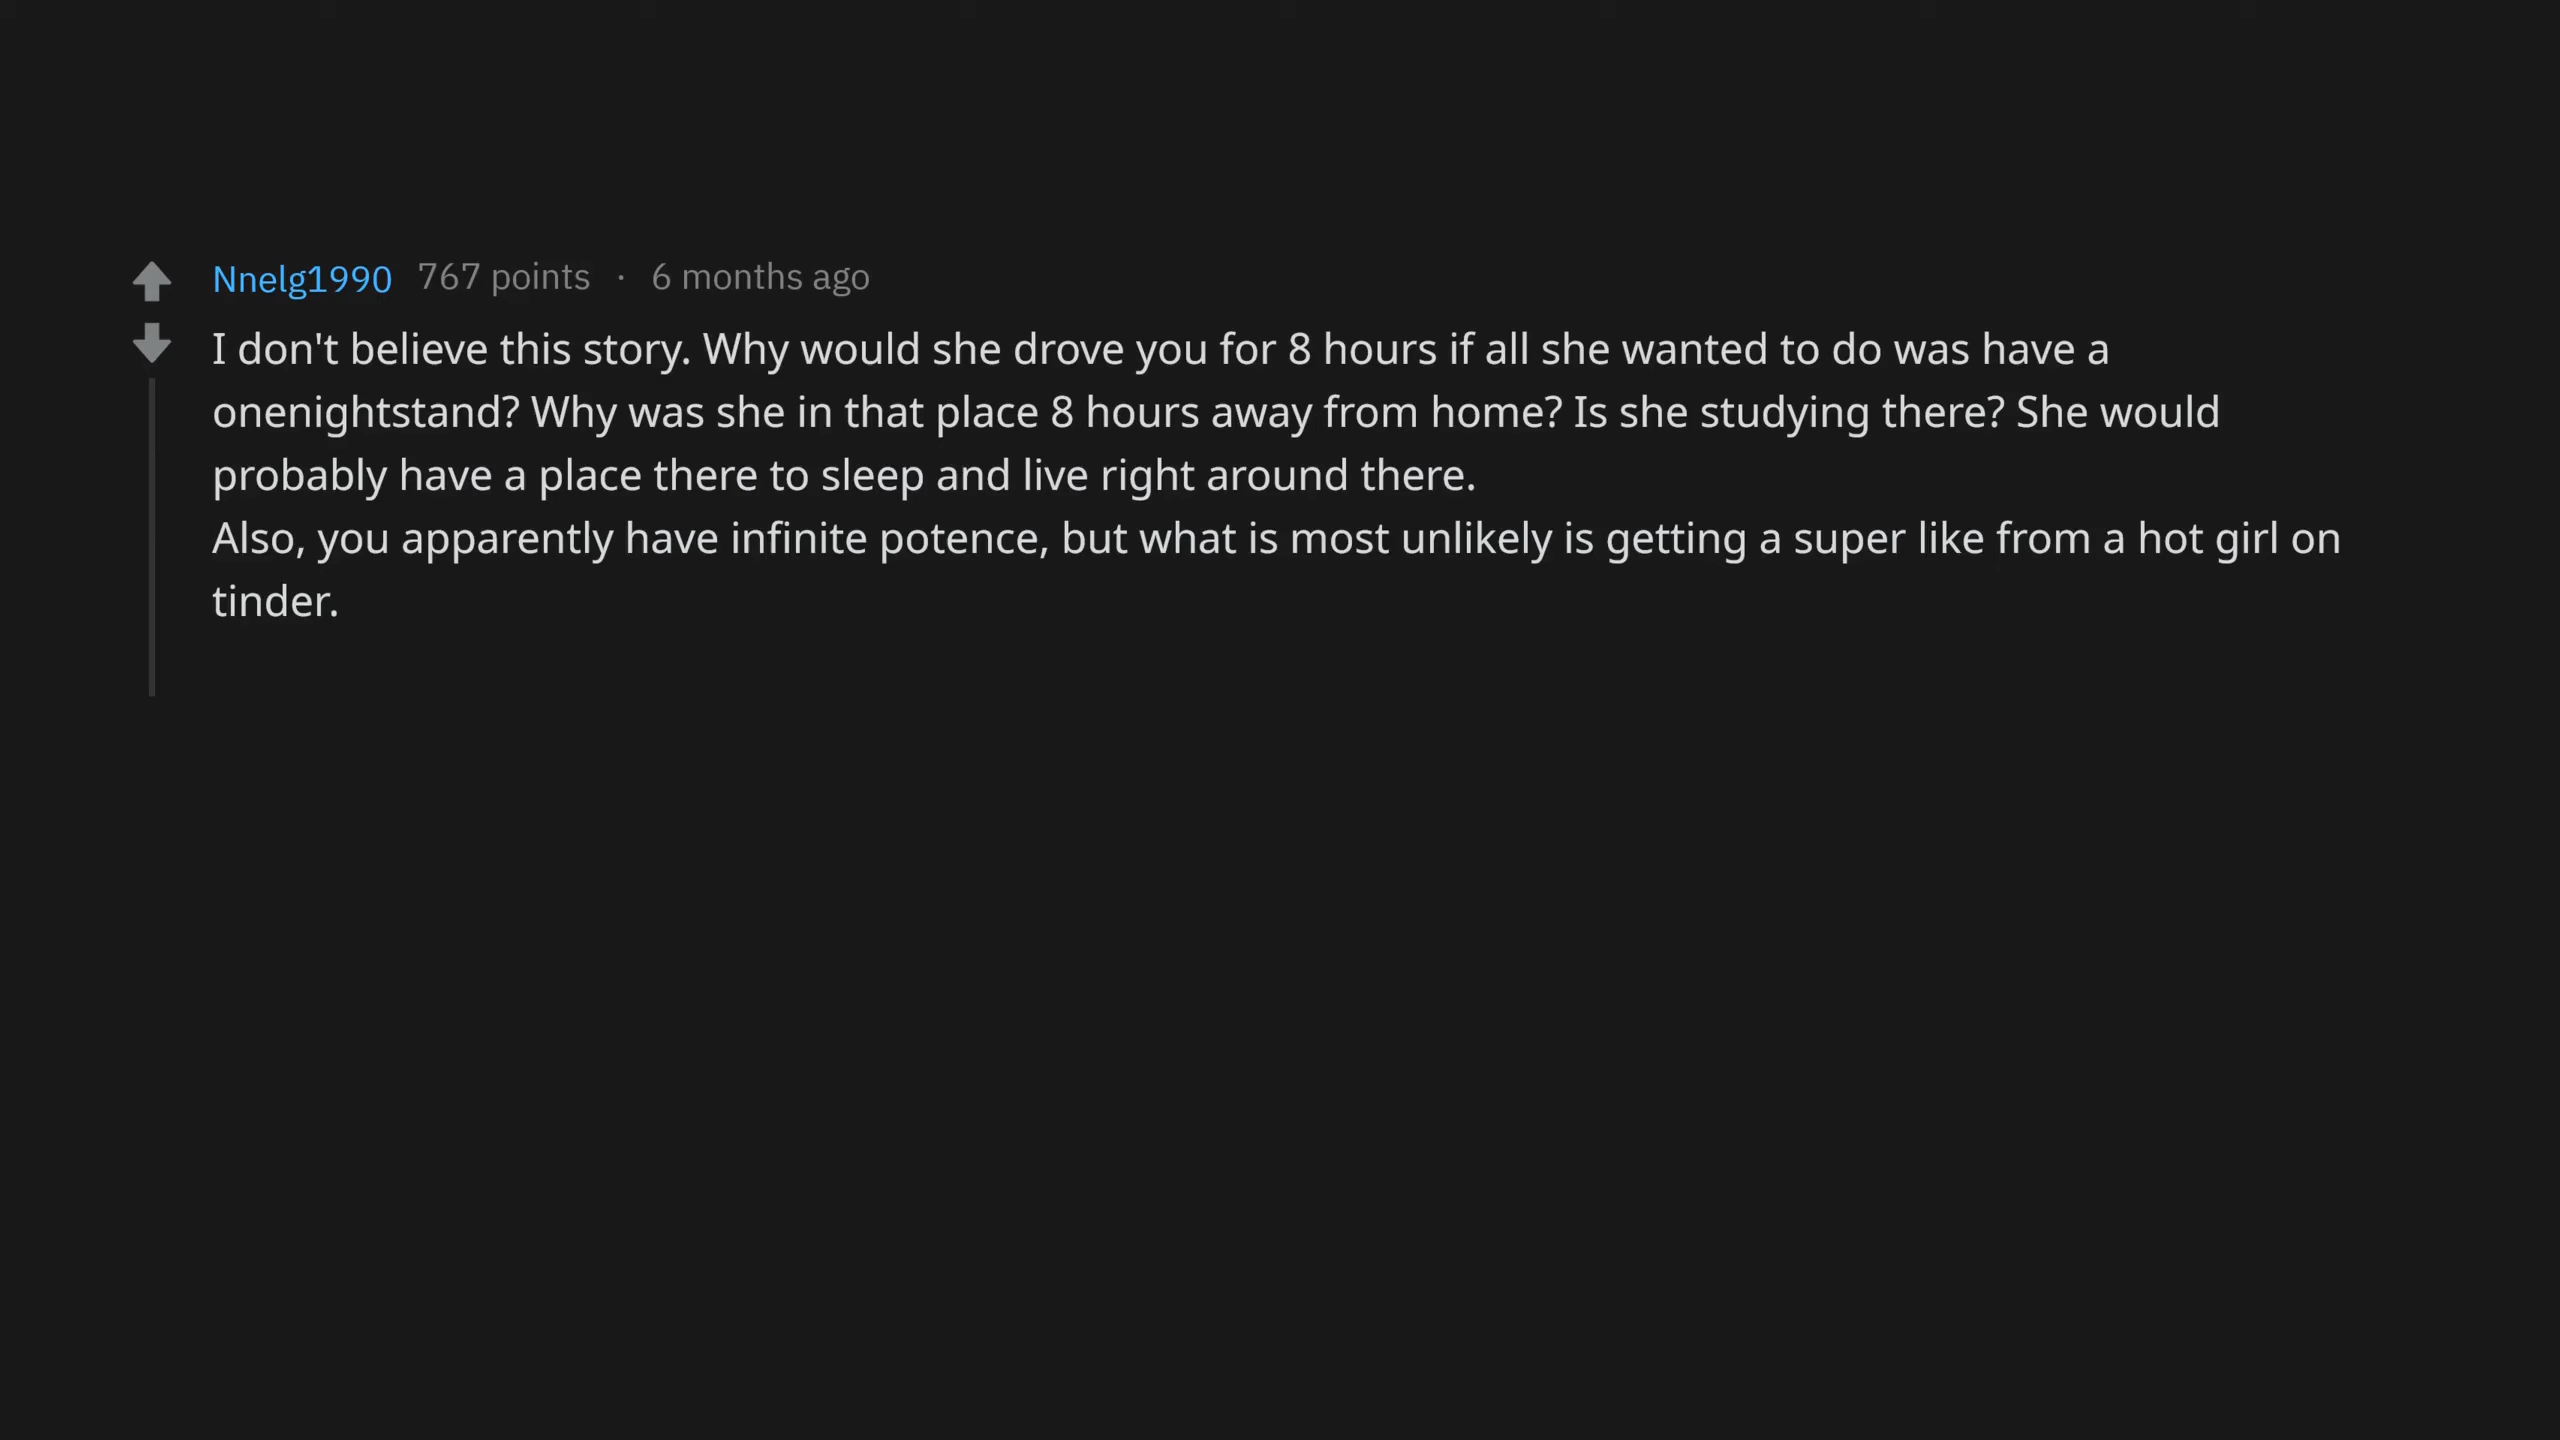 Nnelg1990 767 points · 6 months ago
I don't believe this story. Why would she drove you for 8 hours if all she wanted to do was have a
onenightstand? Why was she in that place 8 hours away from home? Is she studying there? She would
probably have a place there to sleep and live right around there.
Also, you apparently have infinite potence, but what is most unlikely is getting a super like from a hot girl on
tinder.